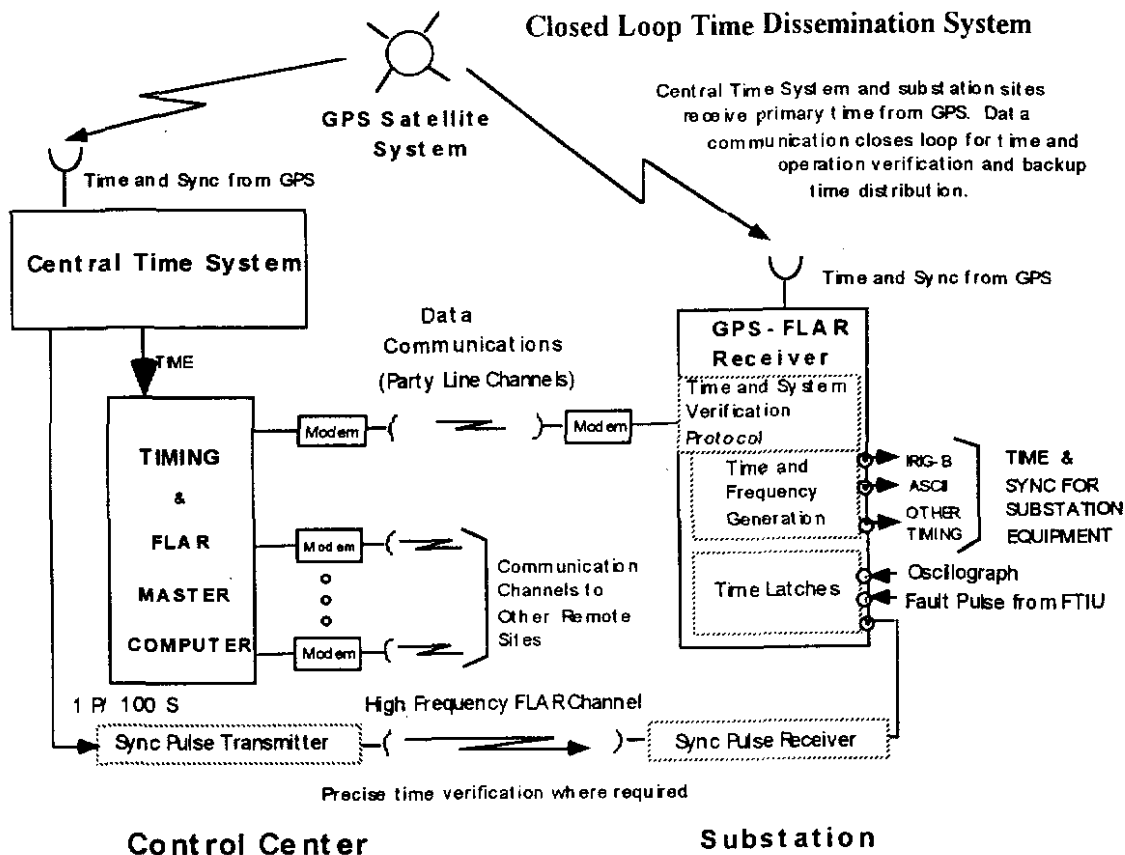 Closed Loop Time Dissemination System
GPS Satellite
System
Central Time System and substation sites
receive primary time from GPS. Data
communication closes loop for time and
operation verification and backup
time distribution.
Time and Sync from GPS
Central Time System
TIME
Time and Sync from GPS
Data
Communications
(Party Line Channels)
GPS - FLAR
Receiver
Time and System
Verification
Protocol
Modem
Modem
TIMING
&
FLAR
MASTER
COMPUTER
Time and
Frequency
Generation
IRIG-B
ASCII
OTHER
TIMING
TIME &
SYNC FOR
SUBSTATION
EQUIPMENT
Modem
Modem
Communication
Channels to
Other Remote
Sites
Time Latches
Oscillograph
Fault Pulse from FTIU
1 P/ 100 S
High Frequency FLAR Channel
Sync Pulse Transmitter
Sync Pulse Receiver
Precise time verification where required
Control Center
Substation